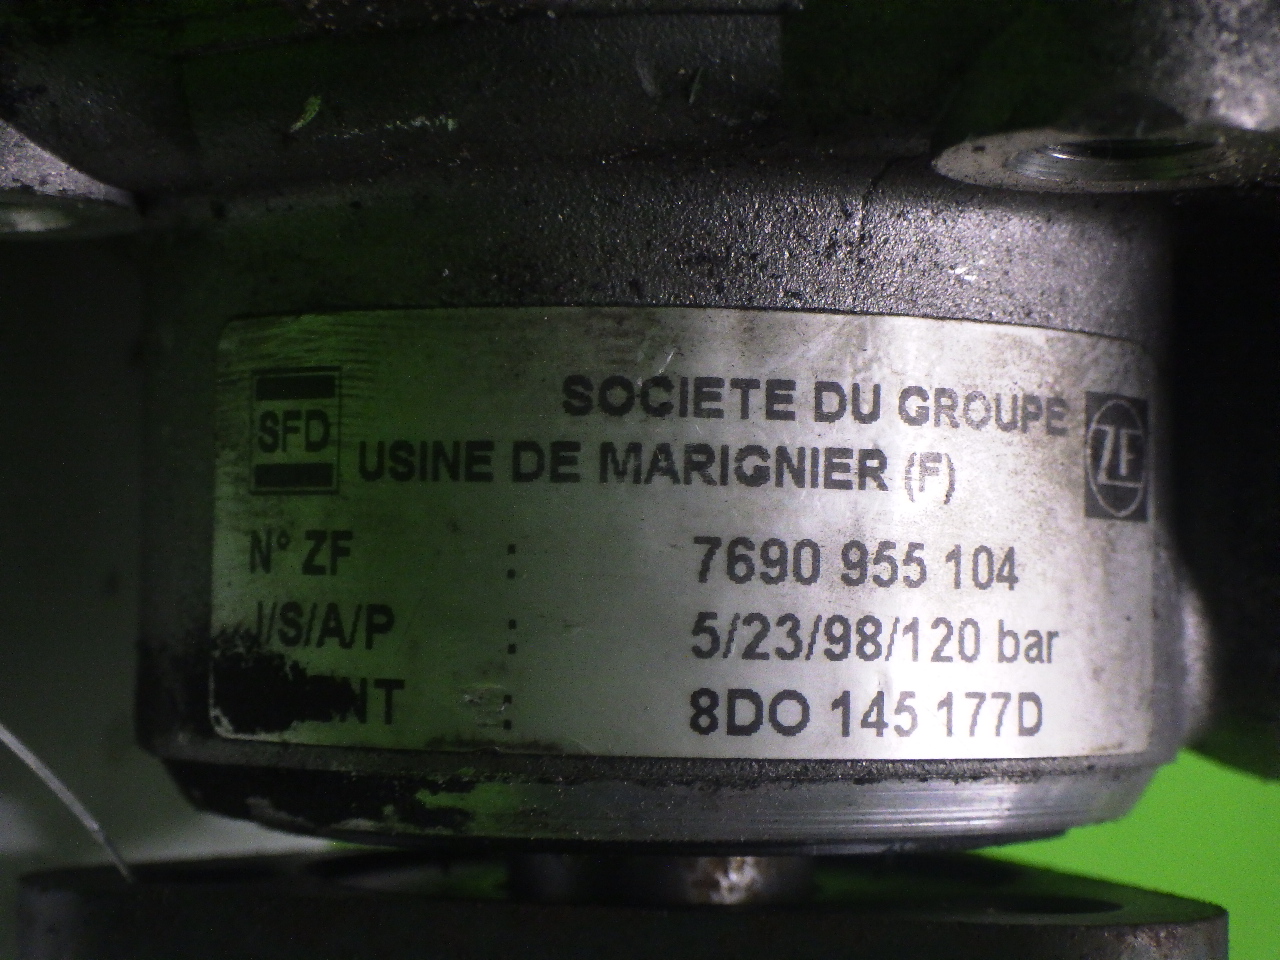 SFD
SOCIETE DU GROUPE
ZF
USINE DE MARIGNIER (F)
N° ZF : 7690 955 104
/S/A/P : 5/23/98/120 bar
: 8DO 145 177D